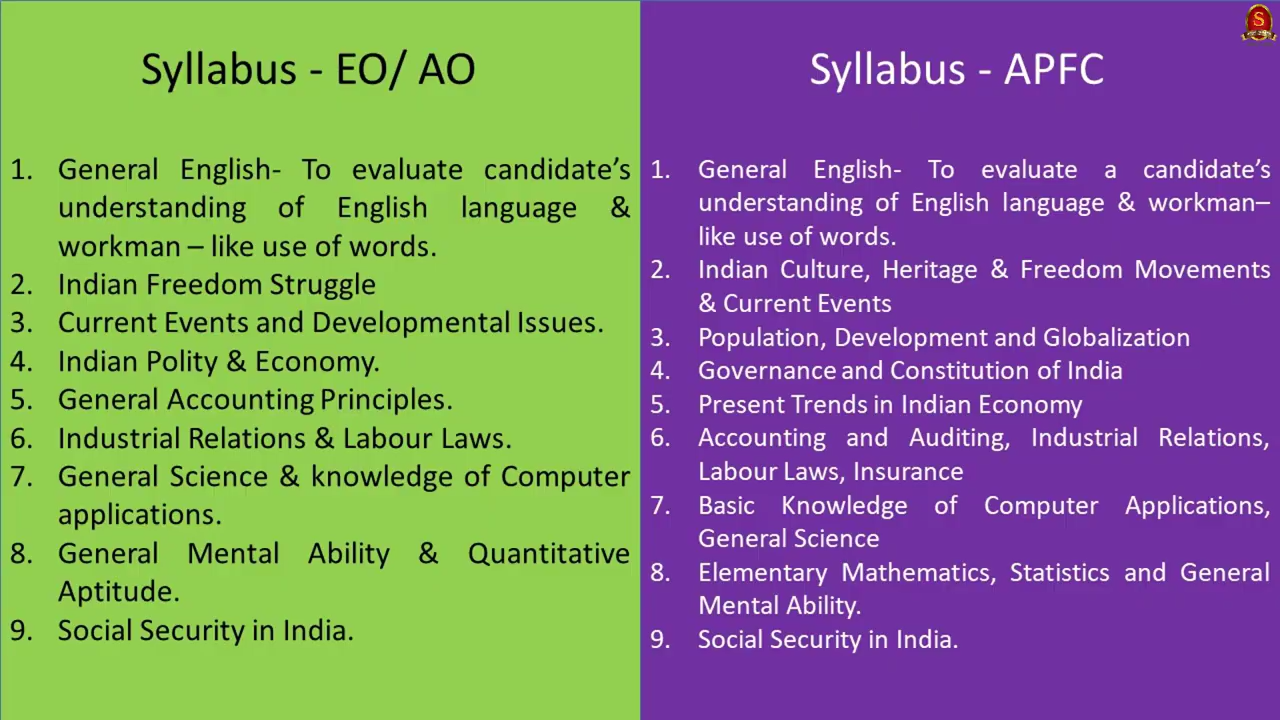 Syllabus - EO/ AO
1. General English- To evaluate candidate's
understanding of English language &
workman – like use of words.
2. Indian Freedom Struggle
3. Current Events and Developmental Issues.
4. Indian Polity & Economy.
5. General Accounting Principles.
6. Industrial Relations & Labour Laws.
7. General Science & knowledge of Computer
applications.
8. General Mental Ability & Quantitative
Aptitude.
9. Social Security in India.
Syllabus - APFC
1. General English- To evaluate a candidate's
understanding of English language & workman–
like use of words.
2. Indian Culture, Heritage & Freedom Movements
& Current Events
3. Population, Development and Globalization
4. Governance and Constitution of India
5. Present Trends in Indian Economy
6. Accounting and Auditing, Industrial Relations,
Labour Laws, Insurance
7. Basic Knowledge of Computer Applications,
General Science
8. Elementary Mathematics, Statistics and General
Mental Ability.
9. Social Security in India.
S